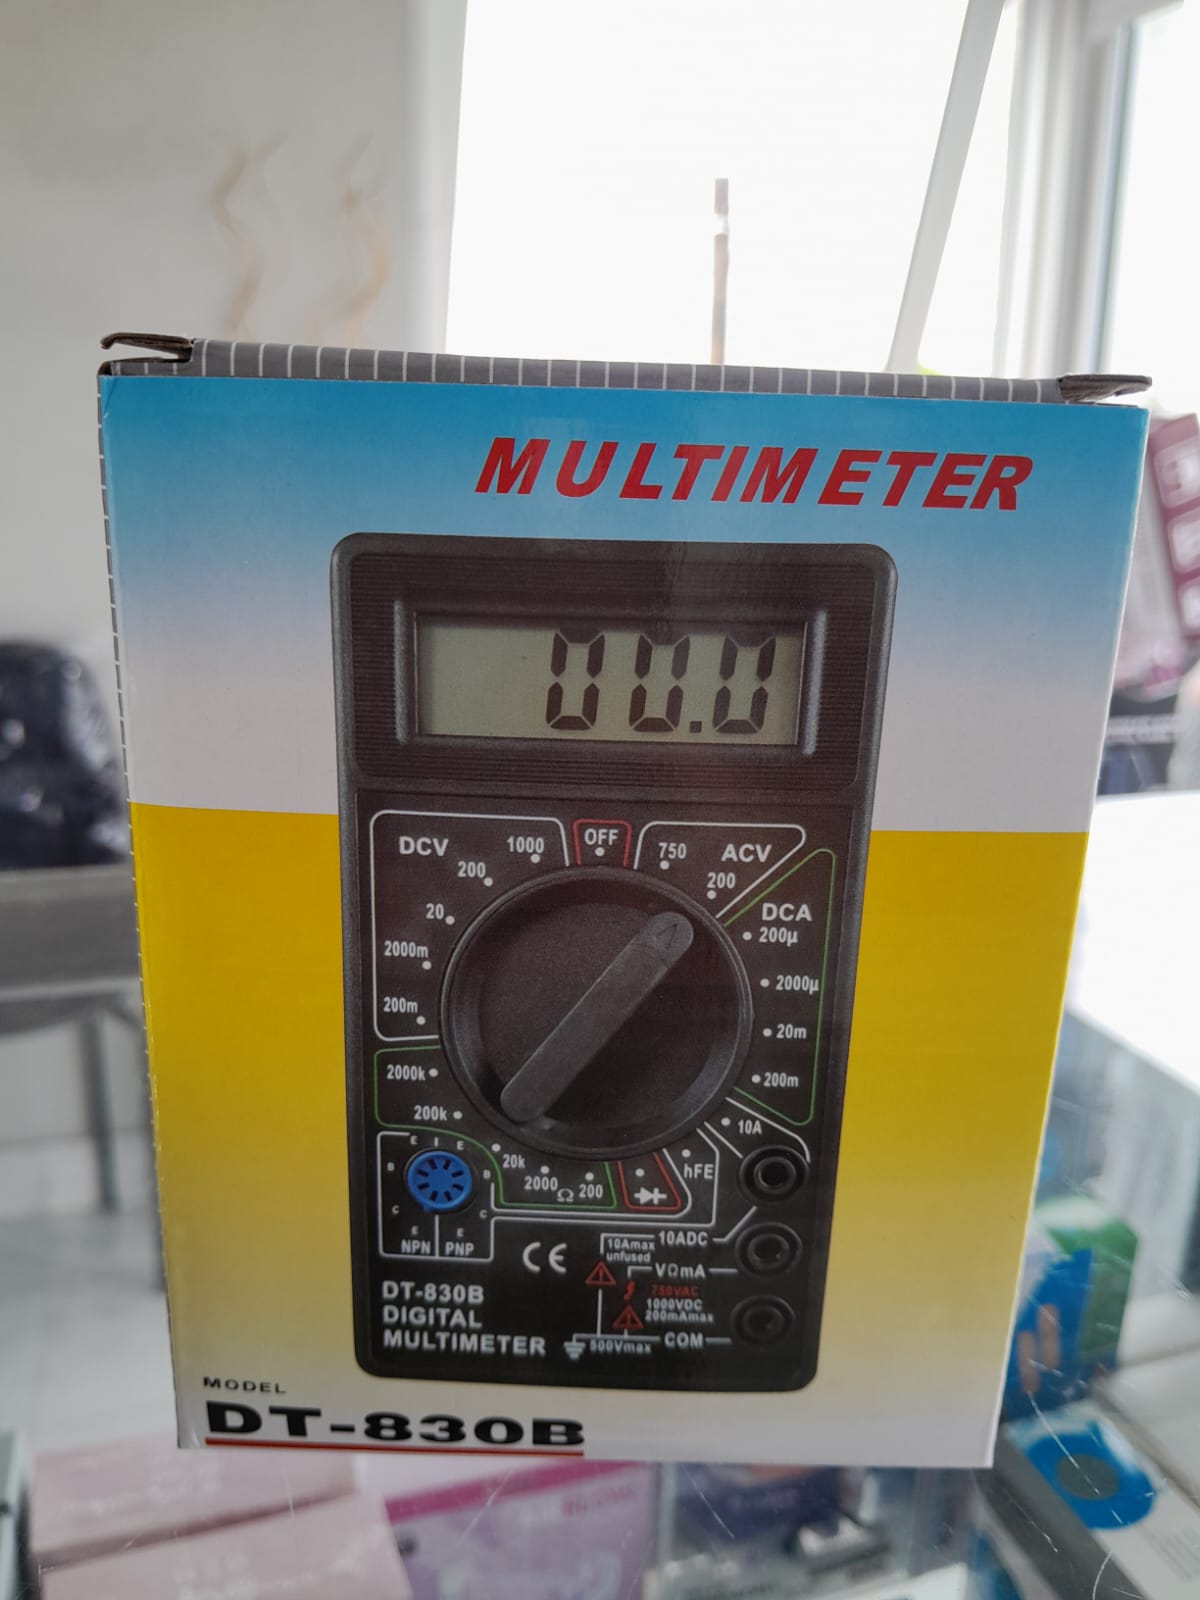 MULTIMETER
00.0
DCV
1000
OFF
750
ACV
200
200
DCA
20
200µ
2000m
2000µ
200m
20m
2000k
200m
200k
10A
E E
B
20k
hFE
B
2000
Ω
200
C
C
E
E
NPN
PNP
CE
10Amax
unfused
10ADC
VΩmA
DT-830B
DIGITAL
MULTIMETER
750VAC
1000VDC
200mAmax
500Vmax
COM
MODEL
DT-830B